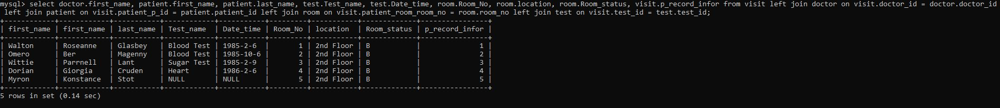 mysql> select doctor.first_name, patient.first_name, patient.last_name, test.Test_name, test.Date_time, room.Room_No, room.location, room.Room_status, visit.p_record_infor from visit left join doctor on visit.doctor_id = doctor.doctor_id
 left join patient on visit.patient_p_id = patient.patient_id left join room on visit.patient_room_room_no = room.room_no left join test on visit.test_id = test.test_id;
+------------+------------+-----------+------------+-----------+---------+-----------+-------------+----------------+
| first_name | first_name | last_name | Test_name  | Date_time | Room_No | location  | Room_status | p_record_infor |
+------------+------------+-----------+------------+-----------+---------+-----------+-------------+----------------+
| Walton     | Roseanne   | Glasbey   | Blood Test | 1985-2-6  |       1 | 2nd Floor | B           |              1 |
| Omero      | Ber        | Magenny   | Blood Test | 1985-10-6 |       2 | 2nd Floor | B           |              2 |
| Wittie     | Parrnell   | Lant      | Sugar Test | 1985-2-9  |       3 | 2nd Floor | B           |              3 |
| Dorian     | Giorgia    | Cruden    | Heart      | 1986-2-6  |       4 | 2nd Floor | B           |              4 |
| Myron      | Konstance  | Stot      | NULL       | NULL      |       5 | 2nd Floor | B           |              5 |
+------------+------------+-----------+------------+-----------+---------+-----------+-------------+----------------+
5 rows in set (0.14 sec)